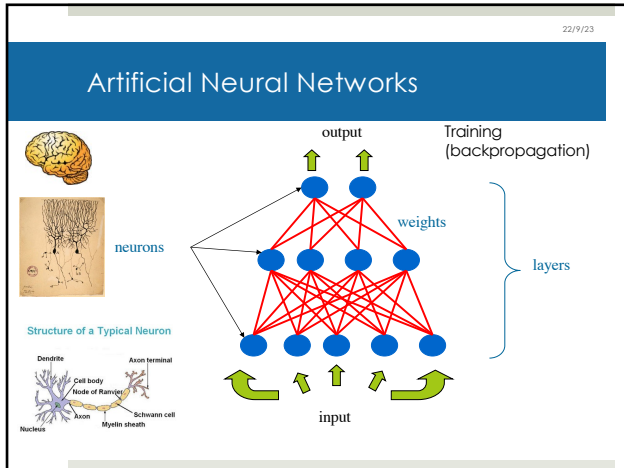 22/9/23
Artificial Neural Networks
output
Training
(backpropagation)
weights
neurons
layers
Structure of a Typical Neuron
Dendrite
Axon terminal
Cell body
Node of Ranvier
Schwann cell
Axon
Myelin sheath
Nucleus
input